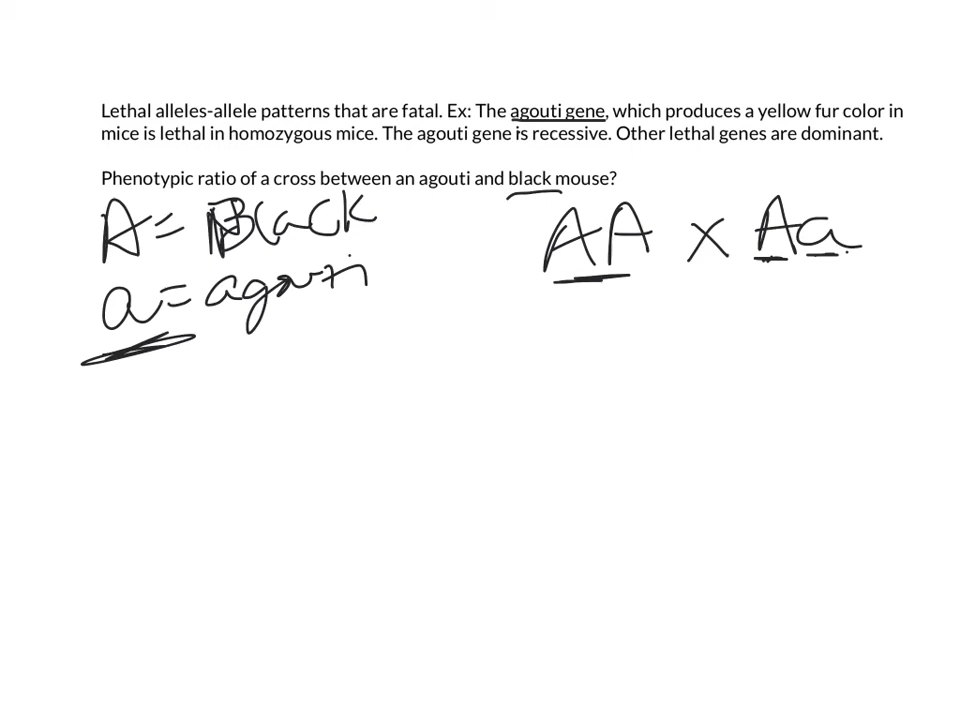 Lethal alleles-allele patterns that are fatal. Ex: The agouti gene, which produces a yellow fur color in
mice is lethal in homozygous mice. The agouti gene is recessive. Other lethal genes are dominant.
Phenotypic ratio of a cross between an agouti and black mouse?
A = Black
a = agouti
AA x Aa